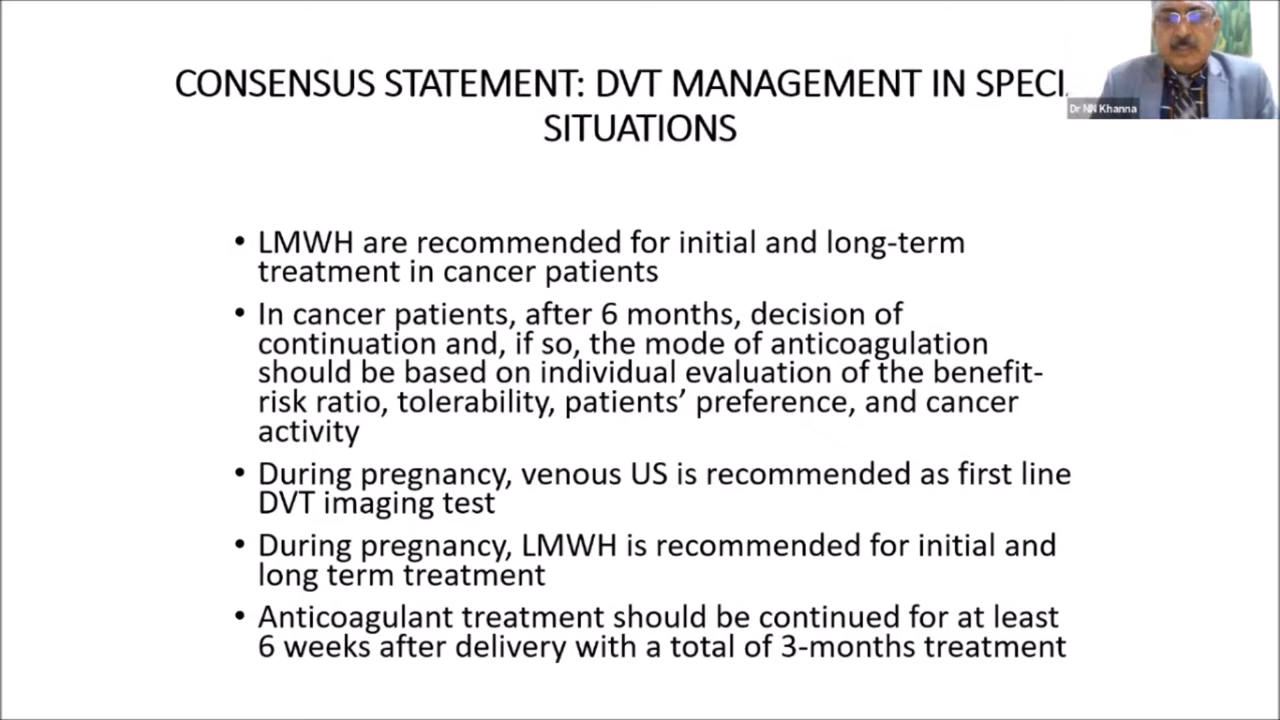 CONSENSUS STATEMENT: DVT MANAGEMENT IN
SITUATIONS
Dr NN Khanna
• LMWH are recommended for initial and long-term
treatment in cancer patients
• In cancer patients, after 6 months, decision of
continuation and, if so, the mode of anticoagulation
should be based on individual evaluation of the benefit-
risk ratio, tolerability, patients’ preference, and cancer
activity
• During pregnancy, venous US is recommended as first line
DVT imaging test
• During pregnancy, LMWH is recommended for initial and
long term treatment
• Anticoagulant treatment should be continued for at least
6 weeks after delivery with a total of 3-months treatment